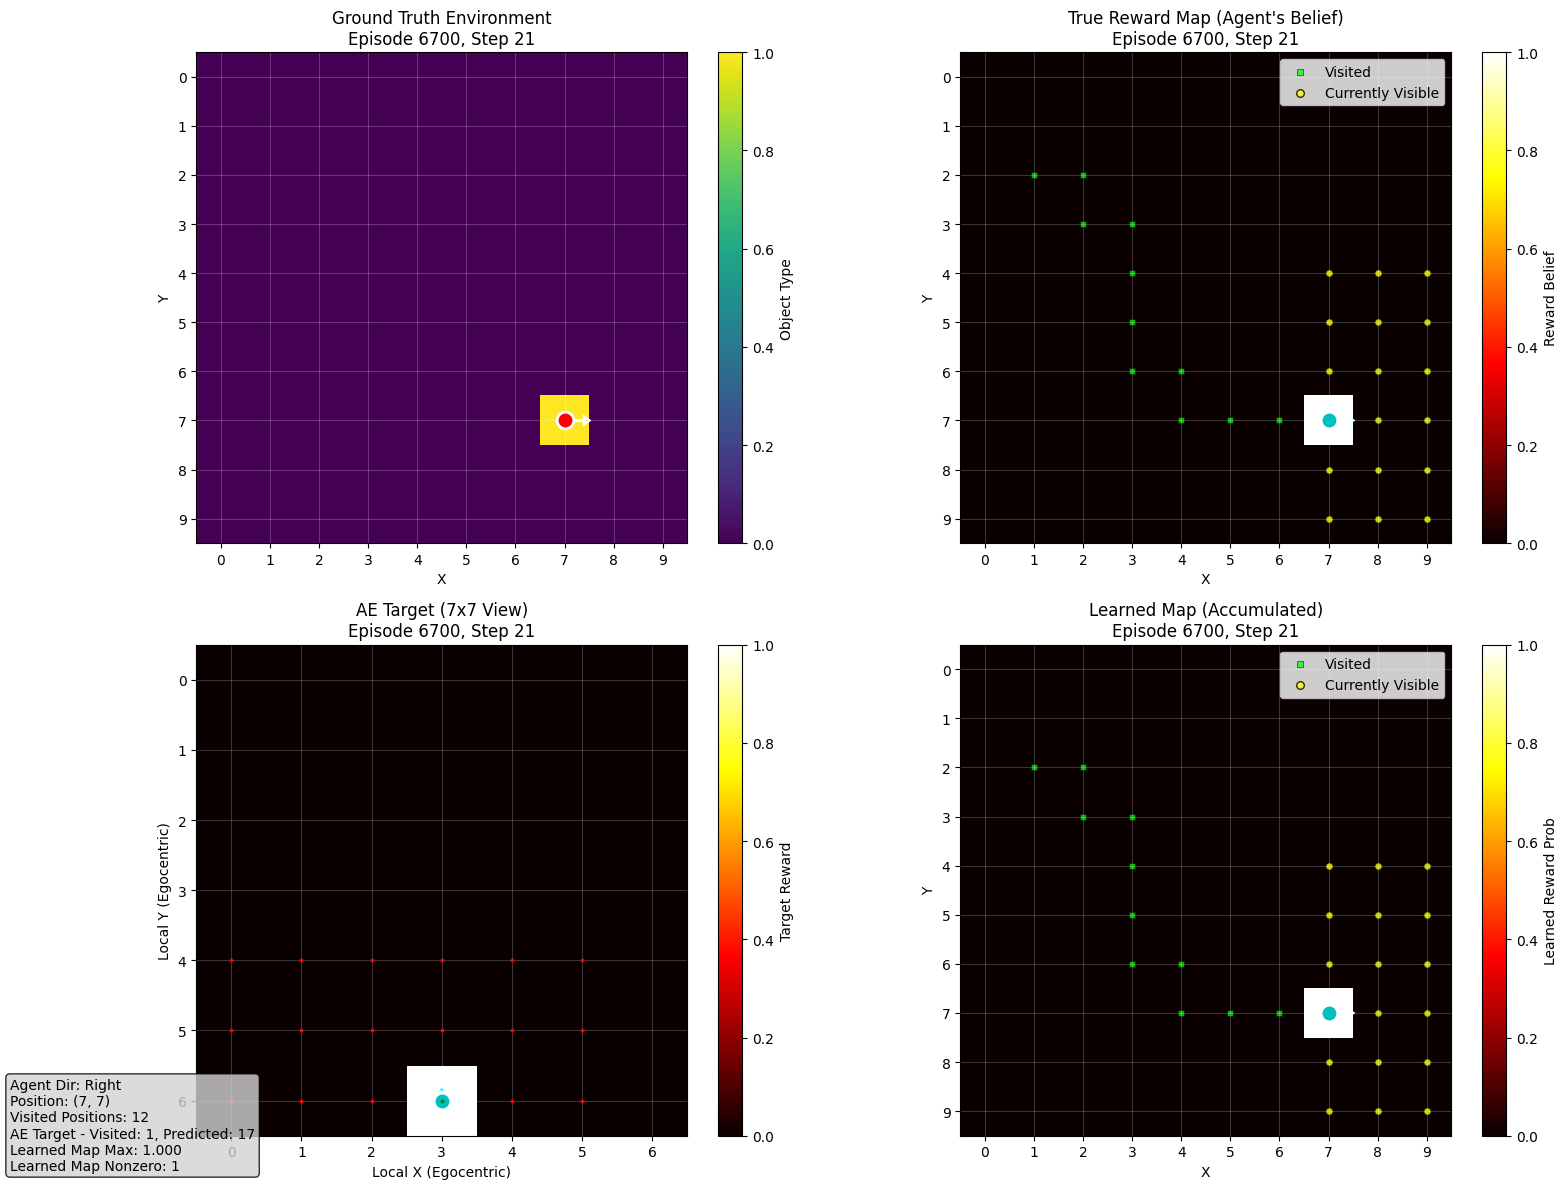 Ground Truth Environment
Episode 6700, Step 21
0
1
2
3
4
5
6
7
8
9
Y
0 1 2 3 4 5 6 7 8 9
X
1.0
0.8
0.6
0.4
0.2
0.0
Object Type
True Reward Map (Agent's Belief)
Episode 6700, Step 21
Visited
Currently Visible
0
1
2
3
4
5
6
7
8
9
Y
0 1 2 3 4 5 6 7 8 9
X
1.0
0.8
0.6
0.4
0.2
0.0
Reward Belief
AE Target (7x7 View)
Episode 6700, Step 21
0
1
2
3
4
5
6
Local Y (Egocentric)
0 1 2 3 4 5 6
Local X (Egocentric)
1.0
0.8
0.6
0.4
0.2
0.0
Target Reward
Agent Dir: Right
Position: (7, 7)
Visited Positions: 12
AE Target - Visited: 1, Predicted: 17
Learned Map Max: 1.000
Learned Map Nonzero: 1
Learned Map (Accumulated)
Episode 6700, Step 21
Visited
Currently Visible
0
1
2
3
4
5
6
7
8
9
Y
0 1 2 3 4 5 6 7 8 9
X
1.0
0.8
0.6
0.4
0.2
0.0
Learned Reward Prob